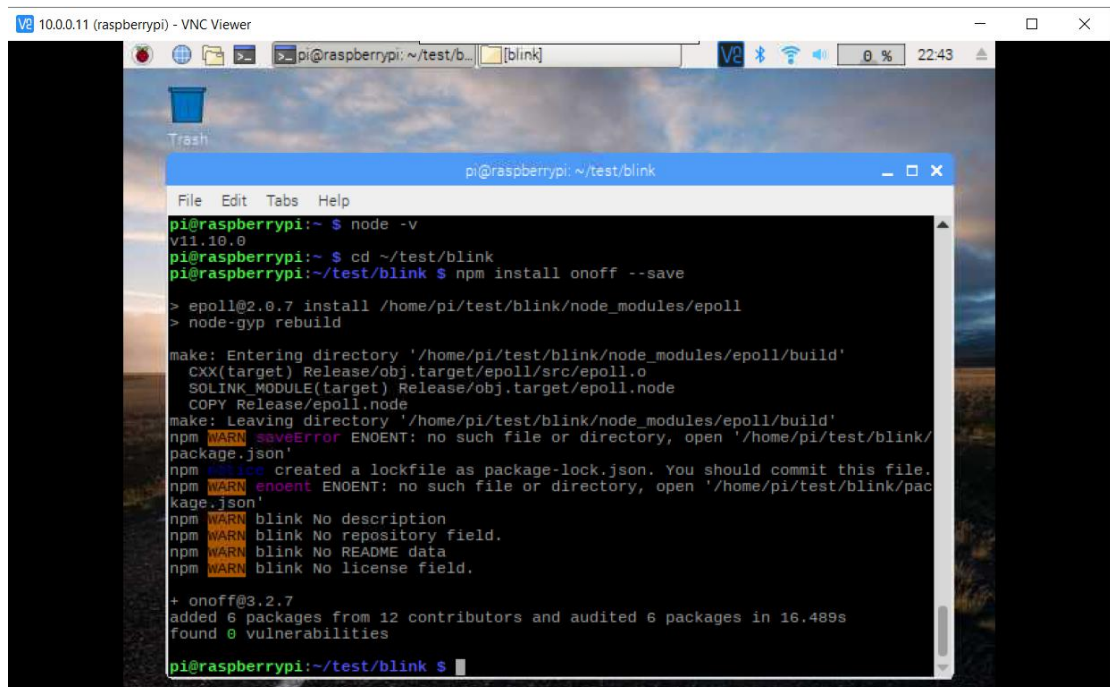 V2 10.0.0.11 (raspberrypi) - VNC Viewer
pi@raspberrypi: ~/test/b... [blink] V2 0 % 22:43
Trash
pi@raspberrypi: ~/test/blink
File Edit Tabs Help
pi@raspberrypi:~ $ node -v
v11.10.0
pi@raspberrypi:~ $ cd ~/test/blink
pi@raspberrypi:~/test/blink $ npm install onoff --save
> epoll@2.0.7 install /home/pi/test/blink/node_modules/epoll
> node-gyp rebuild
make: Entering directory '/home/pi/test/blink/node_modules/epoll/build'
CXX(target) Release/obj.target/epoll/src/epoll.o
SOLINK_MODULE(target) Release/obj.target/epoll.node
COPY Release/epoll.node
make: Leaving directory '/home/pi/test/blink/node_modules/epoll/build'
npm WARN saveError ENOENT: no such file or directory, open '/home/pi/test/blink/
package.json'
npm notice created a lockfile as package-lock.json. You should commit this file.
npm WARN enoent ENOENT: no such file or directory, open '/home/pi/test/blink/pac
kage.json'
npm WARN blink No description
npm WARN blink No repository field.
npm WARN blink No README data
npm WARN blink No license field.
+ onoff@3.2.7
added 6 packages from 12 contributors and audited 6 packages in 16.489s
found 0 vulnerabilities
pi@raspberrypi:~/test/blink $